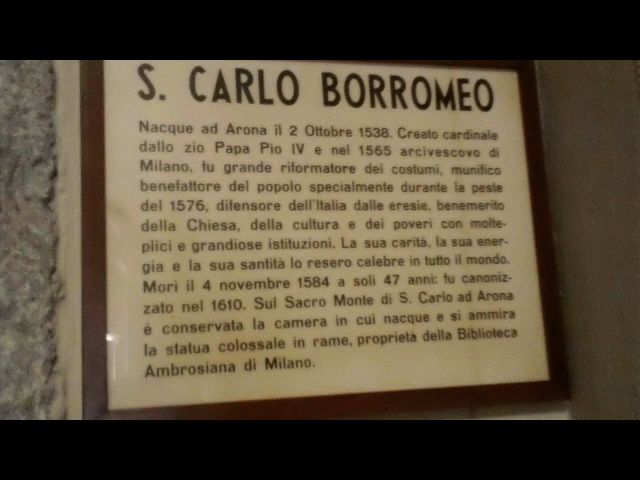 S. CARLO BORROMEO
Nacque ad Arona il 2 Ottobre 1538. Creato cardinale
dallo zio Papa Pio IV e nel 1565 arcivescovo di
Milano, fu grande riformatore dei costumi, munifico
benefattore del popolo specialmente durante la peste
del 1576, difensore dell'Italia dalle eresie, benemerito
della Chiesa, della cultura e dei poveri con molte-
plici e grandiose istituzioni. La sua carità, la sua ener-
gia e la sua santità lo resero celebre in tutto il mondo.
Morì il 4 novembre 1584 a soli 47 anni: fu canoniz-
zato nel 1610. Sul Sacro Monte di S. Carlo ad Arona
è conservata la camera in cui nacque e si ammira
la statua colossale in rame, proprietà della Biblioteca
Ambrosiana di Milano.